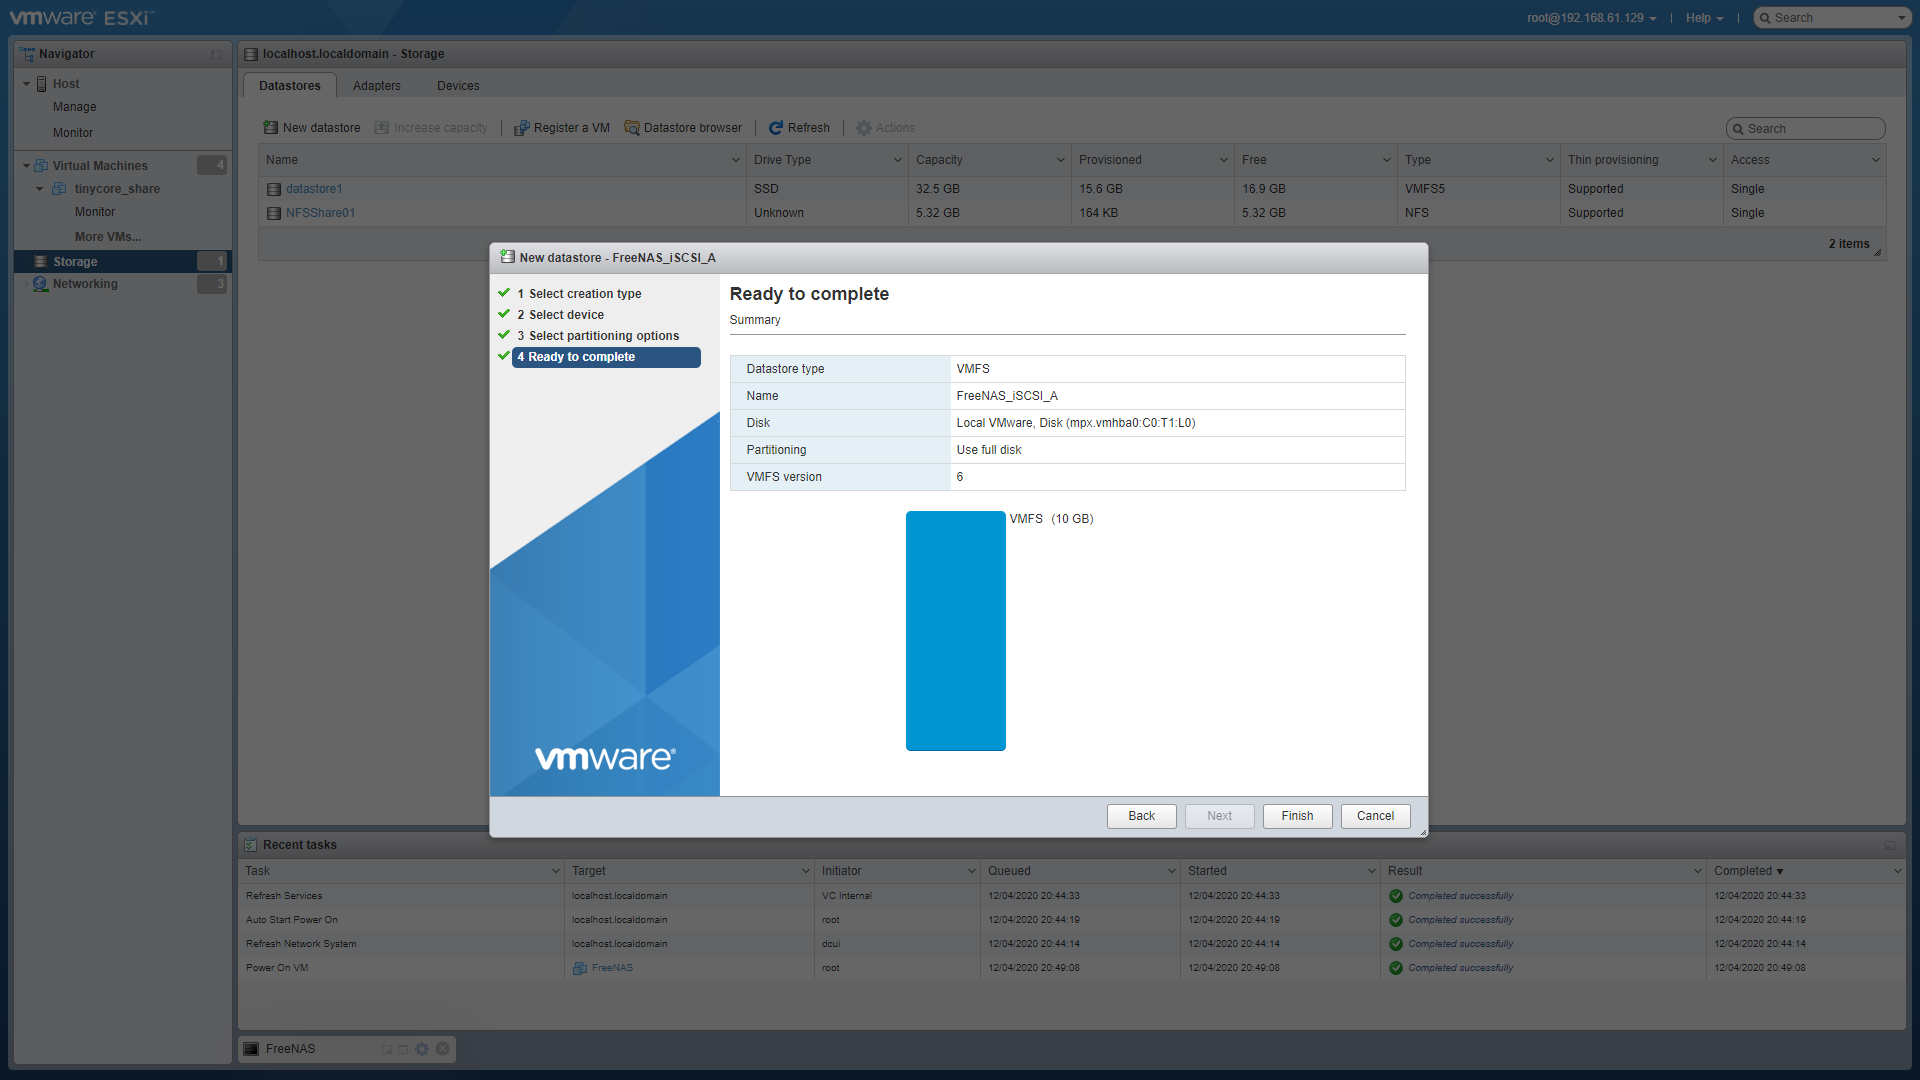 vmware ESXi
root@192.168.61.129 | Help | Search
Navigator
Host
Manage
Monitor
Virtual Machines 4
tinycore_share
Monitor
More VMs...
Storage 1
Networking 3
localhost.localdomain - Storage
Datastores Adapters Devices
New datastore Increase capacity Register a VM Datastore browser Refresh Actions Search
Name Drive Type Capacity Provisioned Free Type Thin provisioning Access
datastore1 SSD 32.5 GB 15.6 GB 16.9 GB VMFS5 Supported Single
NFSShare01 Unknown 5.32 GB 164 KB 5.32 GB NFS Supported Single
2 items
New datastore - FreeNAS_iSCSI_A
1 Select creation type
2 Select device
3 Select partitioning options
4 Ready to complete
vmware
Ready to complete
Summary
Datastore type VMFS
Name FreeNAS_iSCSI_A
Disk Local VMware, Disk (mpx.vmhba0:C0:T1:L0)
Partitioning Use full disk
VMFS version 6
VMFS (10 GB)
Back Next Finish Cancel
Recent tasks
Task Target Initiator Queued Started Result Completed ▼
Refresh Services localhost.localdomain VC Internal 12/04/2020 20:44:33 12/04/2020 20:44:33 Completed successfully 12/04/2020 20:44:33
Auto Start Power On localhost.localdomain root 12/04/2020 20:44:19 12/04/2020 20:44:19 Completed successfully 12/04/2020 20:44:19
Refresh Network System localhost.localdomain dcui 12/04/2020 20:44:14 12/04/2020 20:44:14 Completed successfully 12/04/2020 20:44:14
Power On VM FreeNAS root 12/04/2020 20:49:08 12/04/2020 20:49:08 Completed successfully 12/04/2020 20:49:08
FreeNAS